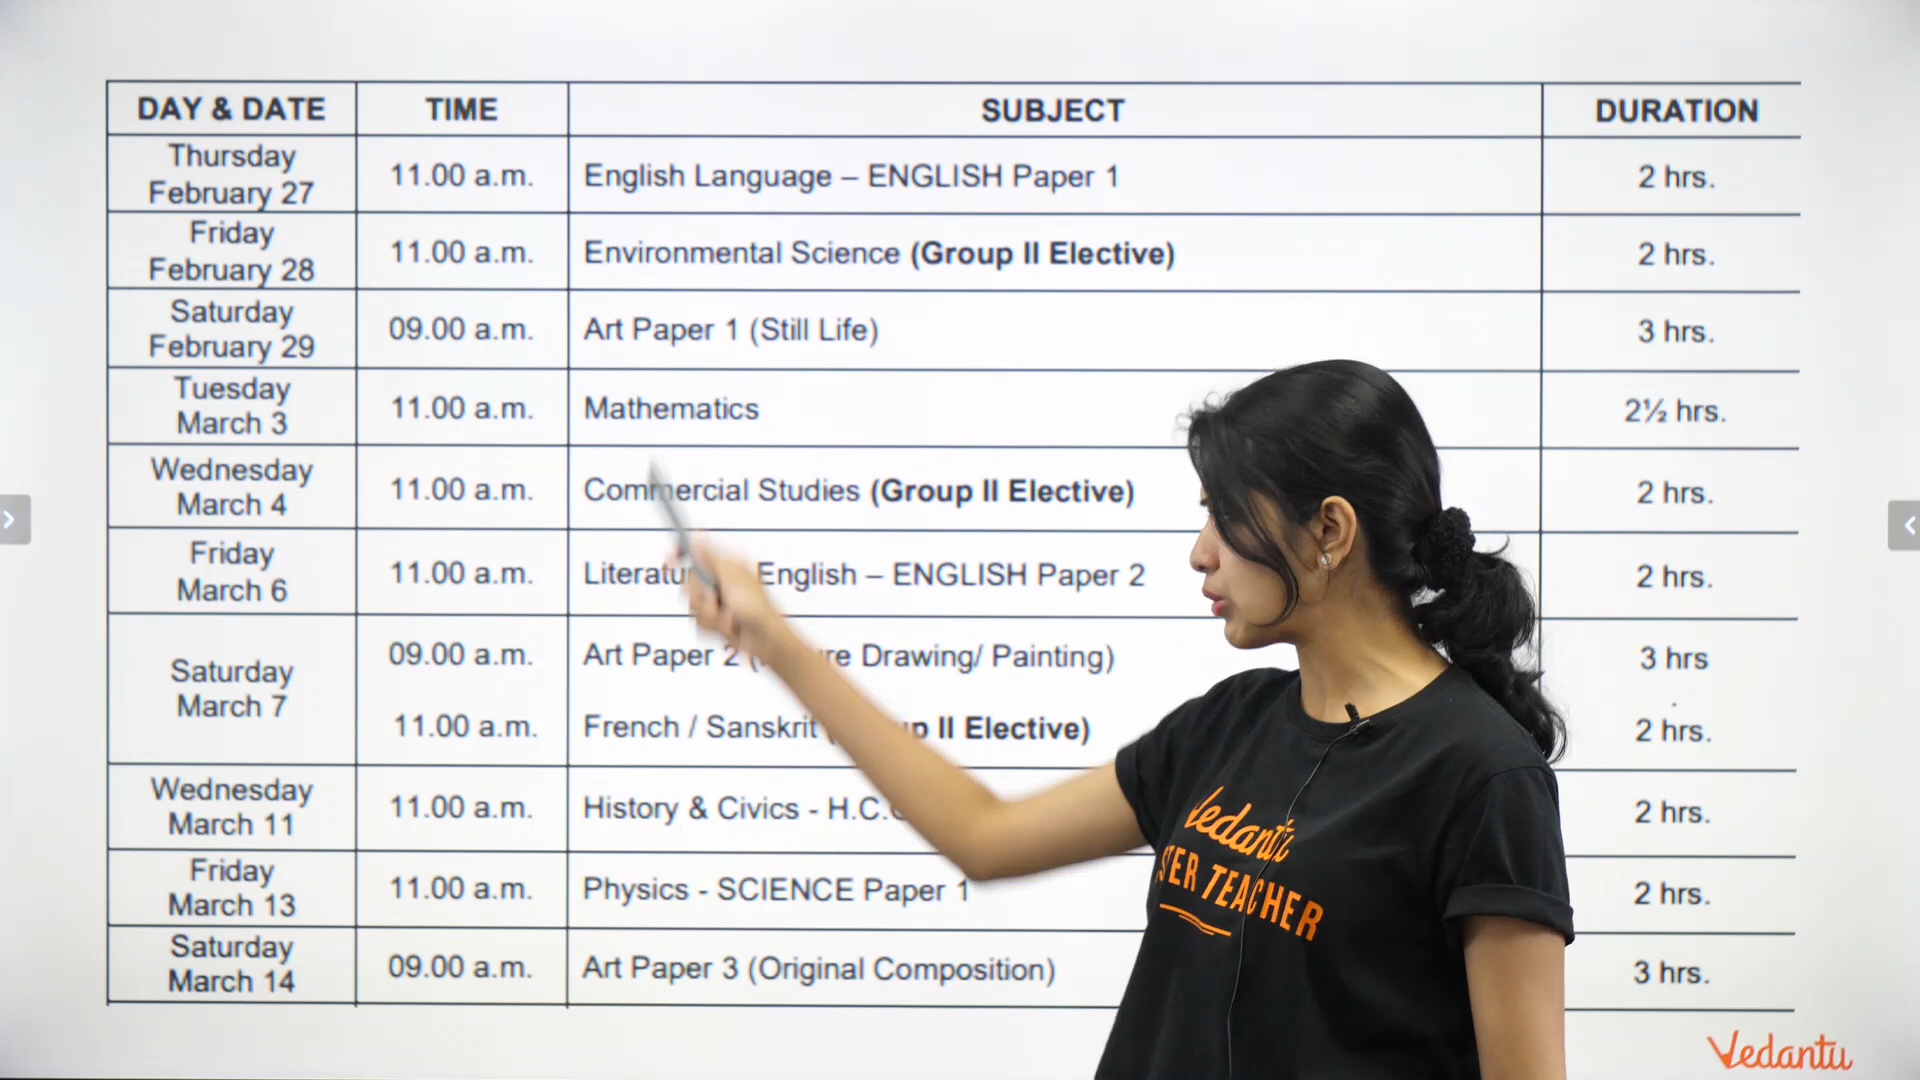 DAY & DATE TIME SUBJECT DURATION
Thursday
February 27 11.00 a.m. English Language – ENGLISH Paper 1 2 hrs.
Friday
February 28 11.00 a.m. Environmental Science (Group II Elective) 2 hrs.
Saturday
February 29 09.00 a.m. Art Paper 1 (Still Life) 3 hrs.
Tuesday
March 3 11.00 a.m. Mathematics 2½ hrs.
Wednesday
March 4 11.00 a.m. Commercial Studies (Group II Elective) 2 hrs.
Friday
March 6 11.00 a.m. English – ENGLISH Paper 2 2 hrs.
Saturday
March 7
09.00 a.m. Art Paper 2 Drawing/ Painting) 3 hrs
.
11.00 a.m. French / Sanskrit II Elective) 2 hrs.
Wednesday
March 11 11.00 a.m. History & Civics - 2 hrs.
Friday
March 13 11.00 a.m. Physics - SCIENCE Paper 1 2 hrs.
Saturday
March 14 09.00 a.m. Art Paper 3 (Original Composition) 3 hrs.
Vedantu
TEACHER
Vedantu